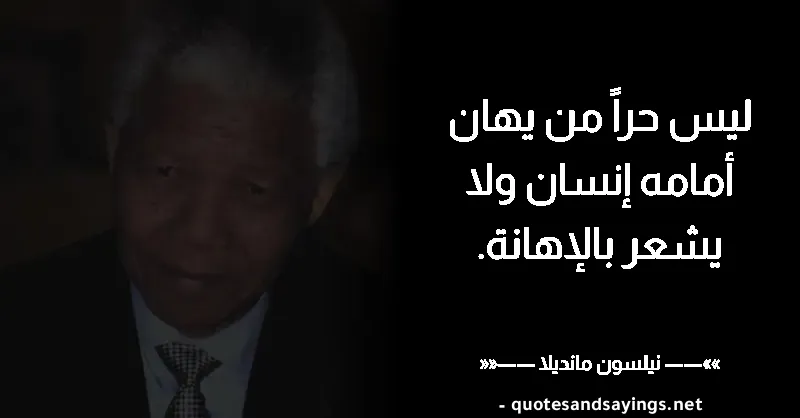 ليس حراً من يهان
أمامه إنسان ولا
يشعر بالإهانة.
»»—— نيلسون مانديلا ——««
- quotesandsayings.net